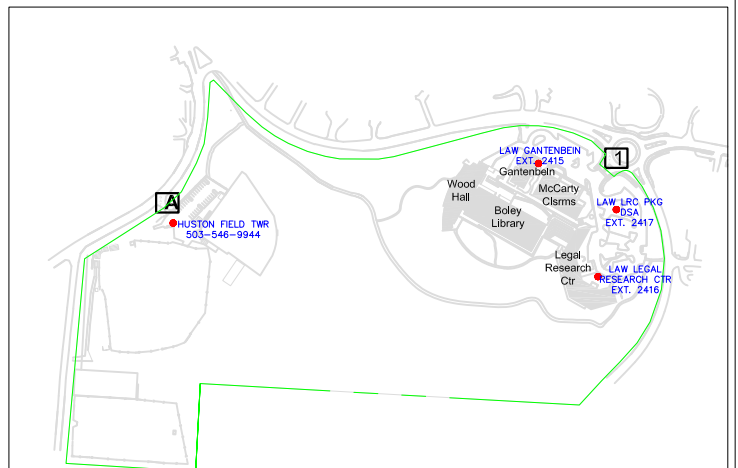 LAW GANTENBEIN
EXT. 2415
Gantenbein
1
Wood
Hall
McCarty
Clsrms
A
LAW LRC PKG
DSA
EXT. 2417
Boley
Library
HUSTON FIELD TWR
503-546-9944
Legal
Research
Ctr
LAW LEGAL
RESEARCH CTR
EXT. 2416